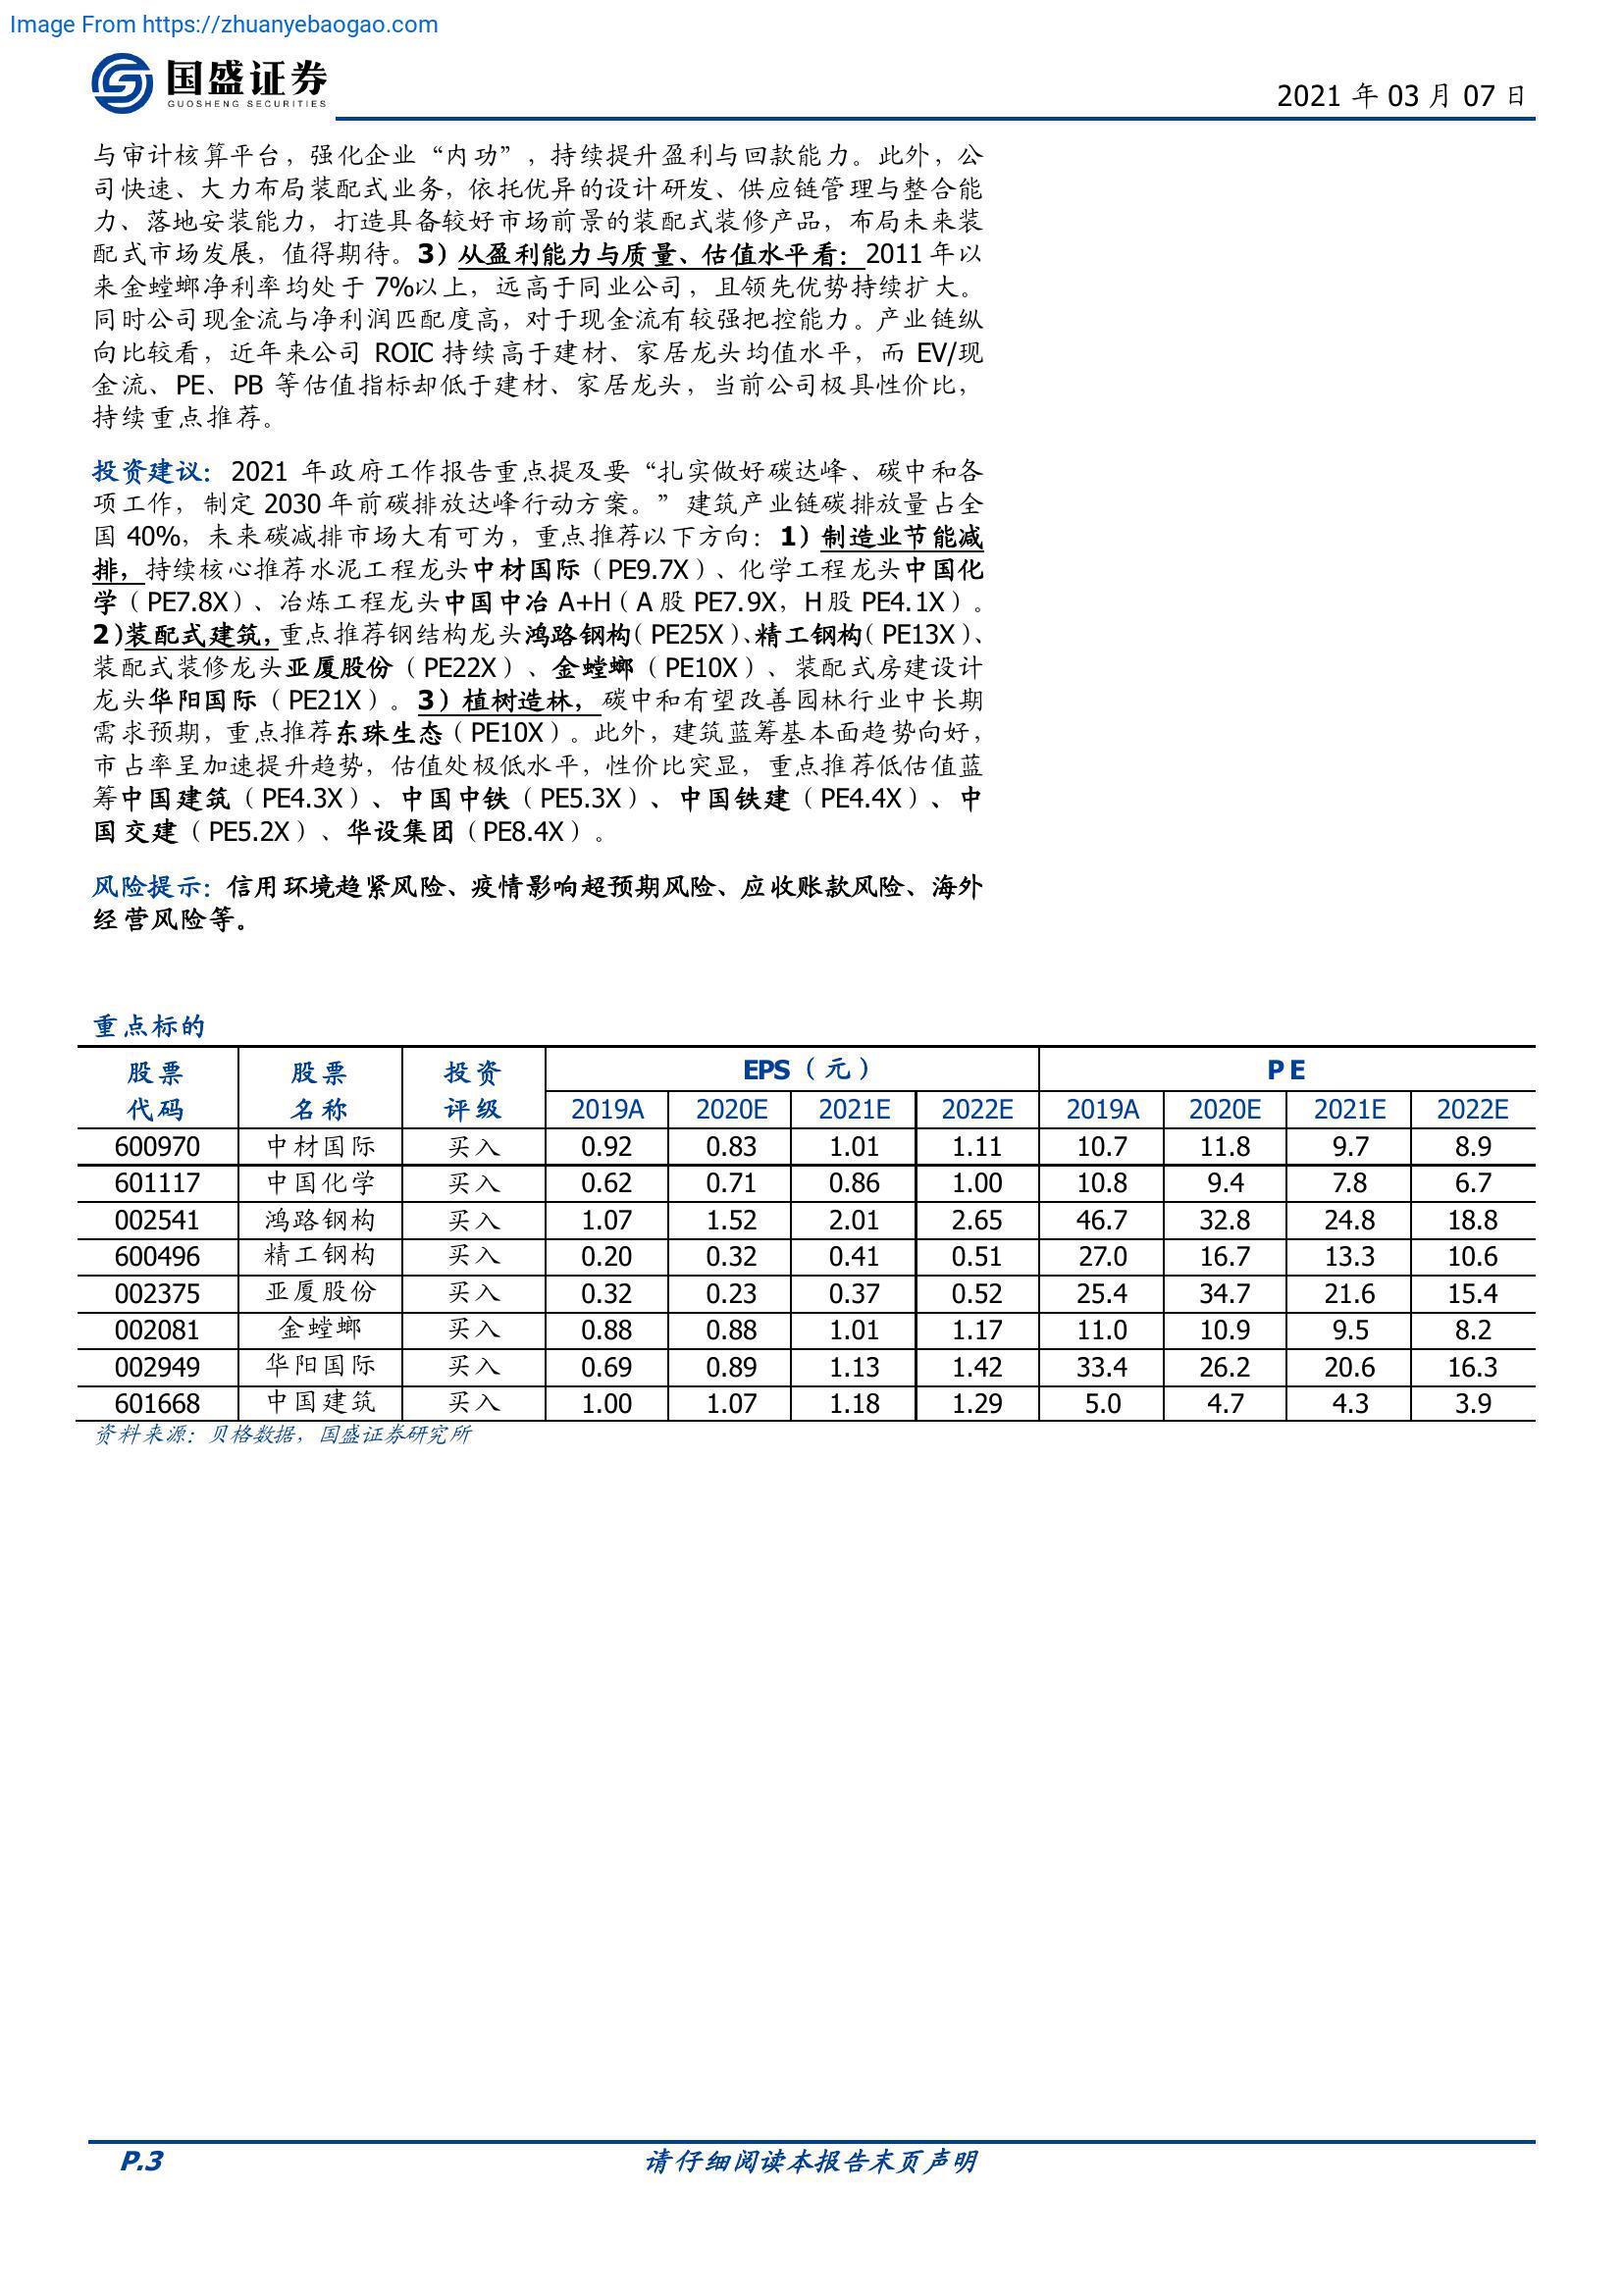 Image From https://zhuanyebaogao.com
国盛证券
GUOSHENG SECURITIES
2021 年 03 月 07 日
与审计核算平台，强化企业“内功”，持续提升盈利与回款能力。此外，公
司快速、大力布局装配式业务，依托优异的设计研发、供应链管理与整合能
力、落地安装能力，打造具备较好市场前景的装配式装修产品，布局未来装
配式市场发展，值得期待。3）从盈利能力与质量、估值水平看：2011 年以
来金螳螂净利率均处于 7%以上，远高于同业公司，且领先优势持续扩大。
同时公司现金流与净利润匹配度高，对于现金流有较强把控能力。产业链纵
向比较看，近年来公司 ROIC 持续高于建材、家居龙头均值水平，而 EV/现
金流、PE、PB 等估值指标却低于建材、家居龙头，当前公司极具性价比，
持续重点推荐。
投资建议：2021 年政府工作报告重点提及要“扎实做好碳达峰、碳中和各
项工作，制定 2030 年前碳排放达峰行动方案。”建筑产业链碳排放量占全
国 40%，未来碳减排市场大有可为，重点推荐以下方向：1）制造业节能减
排，持续核心推荐水泥工程龙头中材国际（PE9.7X）、化学工程龙头中国化
学（PE7.8X）、冶炼工程龙头中国中冶 A+H（A 股 PE7.9X，H 股 PE4.1X）。
2）装配式建筑，重点推荐钢结构龙头鸿路钢构（PE25X）、精工钢构（PE13X）、
装配式装修龙头亚厦股份（PE22X）、金螳螂（PE10X）、装配式房建设计
龙头华阳国际（PE21X）。3）植树造林，碳中和有望改善园林行业中长期
需求预期，重点推荐东珠生态（PE10X）。此外，建筑蓝筹基本面趋势向好，
市占率呈加速提升趋势，估值处极低水平，性价比突显，重点推荐低估值蓝
筹中国建筑（PE4.3X）、中国中铁（PE5.3X）、中国铁建（PE4.4X）、中
国交建（PE5.2X）、华设集团（PE8.4X）。
风险提示：信用环境趋紧风险、疫情影响超预期风险、应收账款风险、海外
经营风险等。
重点标的
股票 股票 投资 EPS（元） PE
代码 名称 评级 2019A 2020E 2021E 2022E 2019A 2020E 2021E 2022E
600970 中材国际 买入 0.92 0.83 1.01 1.11 10.7 11.8 9.7 8.9
601117 中国化学 买入 0.62 0.71 0.86 1.00 10.8 9.4 7.8 6.7
002541 鸿路钢构 买入 1.07 1.52 2.01 2.65 46.7 32.8 24.8 18.8
600496 精工钢构 买入 0.20 0.32 0.41 0.51 27.0 16.7 13.3 10.6
002375 亚厦股份 买入 0.32 0.23 0.37 0.52 25.4 34.7 21.6 15.4
002081 金螳螂 买入 0.88 0.88 1.01 1.17 11.0 10.9 9.5 8.2
002949 华阳国际 买入 0.69 0.89 1.13 1.42 33.4 26.2 20.6 16.3
601668 中国建筑 买入 1.00 1.07 1.18 1.29 5.0 4.7 4.3 3.9
资料来源：贝格数据，国盛证券研究所
P.3 请仔细阅读本报告末页声明